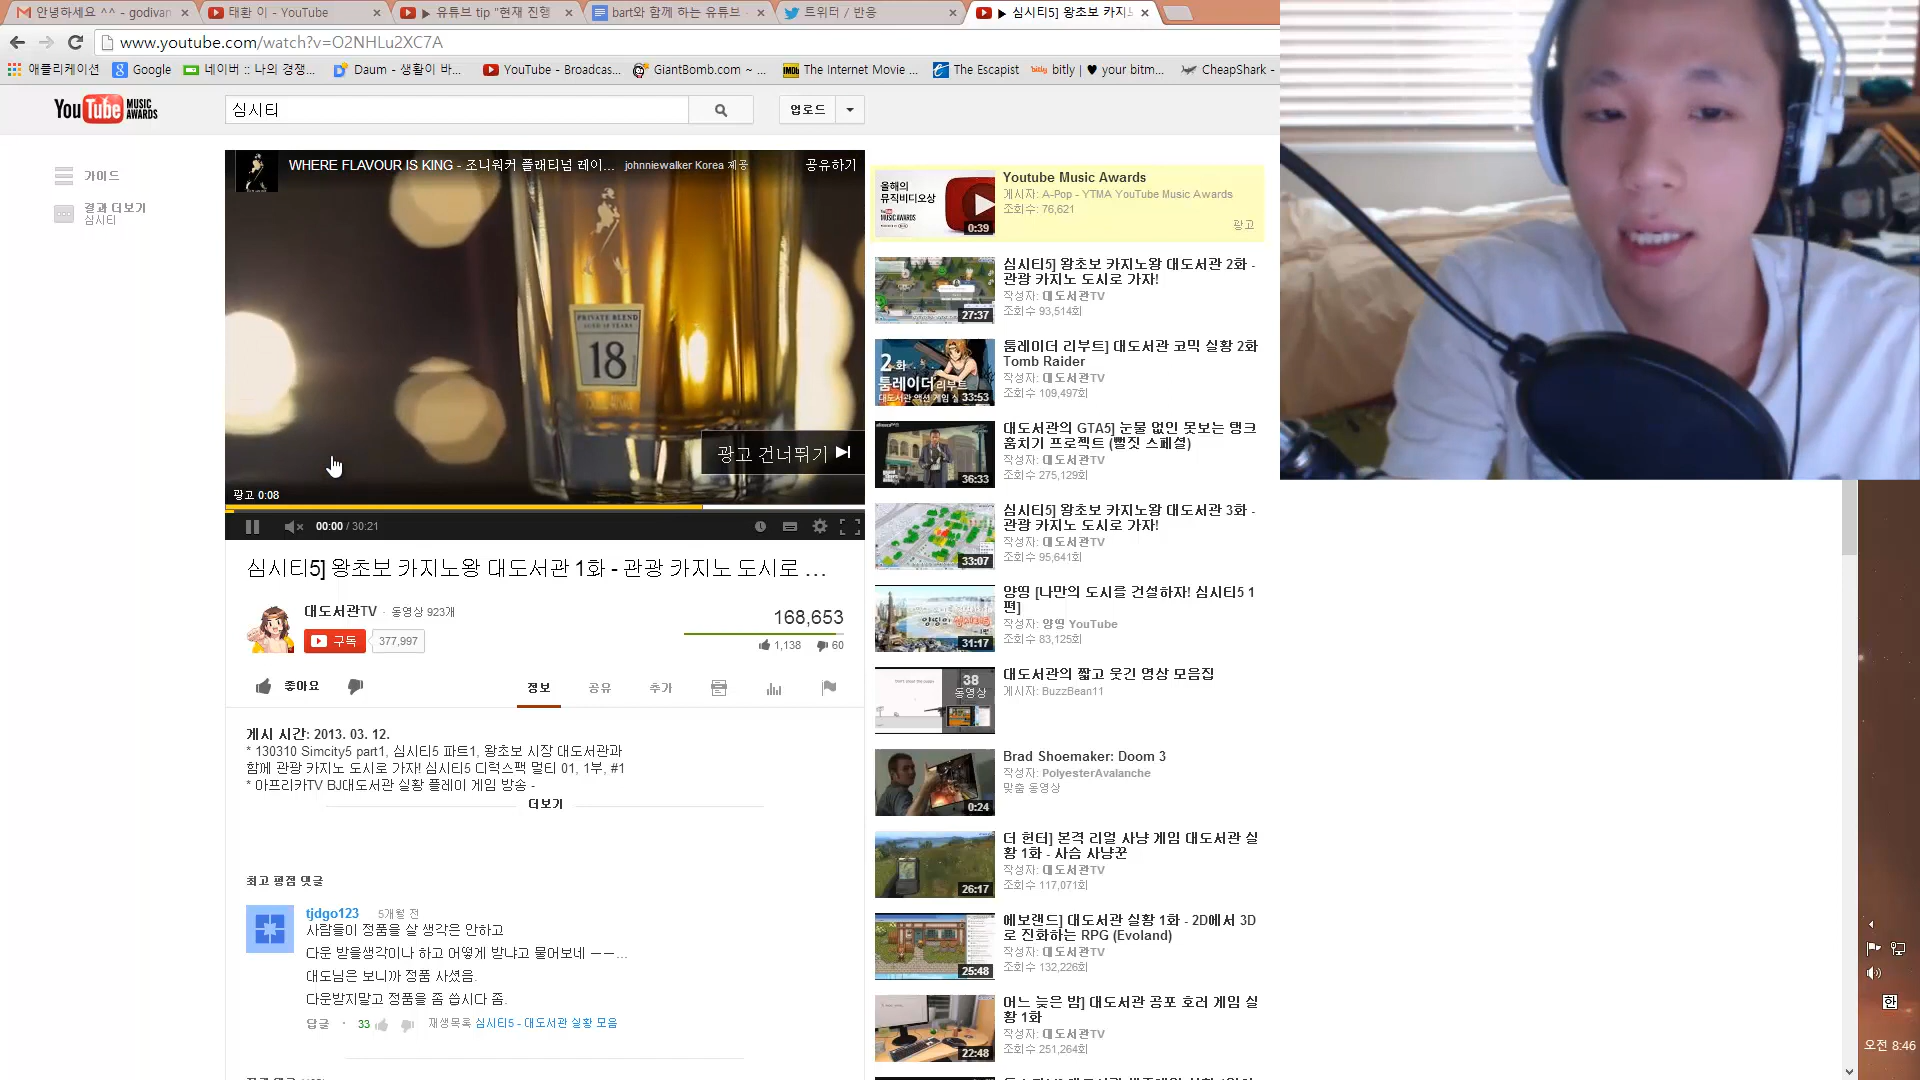 안녕하세요 ^^ - godivan
태환 이 - YouTube
▶ 유튜브 tip "현재 진행
bart와 함께 하는 유튜브
트위터 / 반응
▶ 심시티5] 왕초보 카지노
www.youtube.com/watch?v=O2NHLu2XC7A
애플리케이션
Google
네이버 :: 나의 경쟁...
Daum - 생활이 바...
YouTube - Broadcas...
GiantBomb.com ~ ...
The Internet Movie ...
The Escapist
bitly | ♥ your bitm...
CheapShark -
YouTube MUSIC AWARDS
심시티
업로드
가이드
결과 더보기
심시티
WHERE FLAVOUR IS KING - 조니워커 플래티넘 레이... johnniewalker Korea 제공
공유하기
PRIVATE BLEND
AGED 18 YEARS
18
광고 건너뛰기
광고 0:08
00:00 / 30:21
심시티5] 왕초보 카지노왕 대도서관 1화 - 관광 카지노 도시로 ...
대도서관TV · 동영상 923개
구독 377,997
168,653
1,138 60
좋아요
정보 공유 추가
게시 시간: 2013. 03. 12.
* 130310 Simcity5 part1, 심시티5 파트1, 왕초보 시장 대도서관과
함께 관광 카지노 도시로 가자! 심시티5 디럭스팩 멀티 01, 1부, #1
* 아프리카TV BJ대도서관 실황 플레이 게임 방송 -
더보기
최고 평점 댓글
tjdgo123 5개월 전
사람들이 정품을 살 생각은 안하고
다운 받을생각이나 하고 어떻게 받냐고 물어보네 ㅡㅡ...
대도님은 보니까 정품 사셨음.
다운받지말고 정품을 좀 씁시다 좀.
답글 · 33 재생목록 심시티5 - 대도서관 실황 모음
올해의
뮤직비디오상
MUSIC AWARDS
0:39
Youtube Music Awards
게시자: A-Pop - YTMA YouTube Music Awards
조회수: 76,621
광고
27:37
심시티5] 왕초보 카지노왕 대도서관 2화 -
관광 카지노 도시로 가자!
작성자: 대도서관TV
조회수 93,514회
2화
툼레이더 리부트
33:53
툼레이더 리부트] 대도서관 코믹 실황 2화
Tomb Raider
작성자: 대도서관TV
조회수 109,497회
36:33
대도서관의 GTA5] 눈물 없인 못보는 탱크
훔치기 프로젝트 (뻘짓 스페셜)
작성자: 대도서관TV
조회수 275,129회
33:07
심시티5] 왕초보 카지노왕 대도서관 3화 -
관광 카지노 도시로 가자!
작성자: 대도서관TV
조회수 95,641회
31:17
양띵 [나만의 도시를 건설하자! 심시티5 1
편]
작성자: 양띵 YouTube
조회수 83,125회
38
동영상
대도서관의 짧고 웃긴 영상 모음집
게시자: BuzzBean11
0:24
Brad Shoemaker: Doom 3
작성자: PolyesterAvalanche
맞춤 동영상
26:17
더 헌터] 본격 리얼 사냥 게임 대도서관 실
황 1화 - 사슴 사냥꾼
작성자: 대도서관TV
조회수 117,071회
25:48
에보랜드] 대도서관 실황 1화 - 2D에서 3D
로 진화하는 RPG (Evoland)
작성자: 대도서관TV
조회수 132,226회
22:48
어느 늦은 밤] 대도서관 공포 호러 게임 실
황 1화
작성자: 대도서관TV
조회수 251,264회
한
오전 8:46